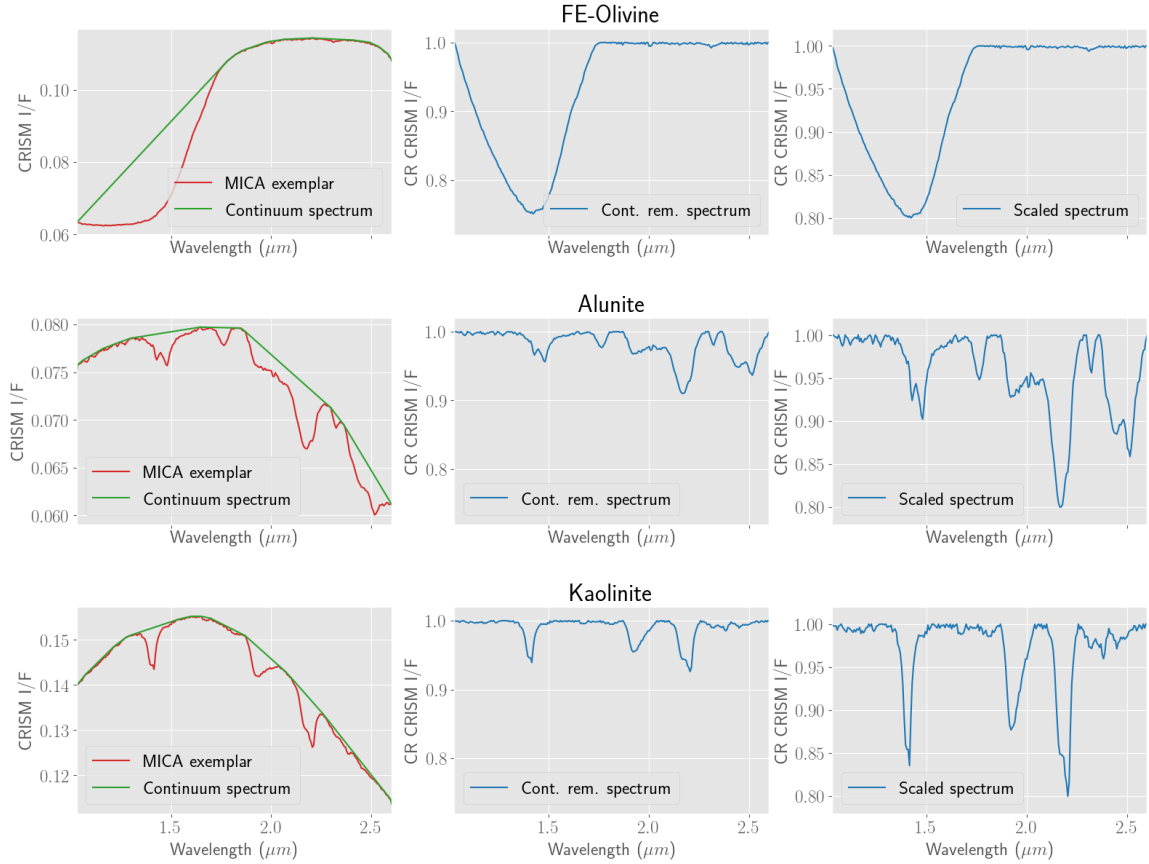 FE-Olivine
CRISM I/F
0.10
0.08
0.06
MICA exemplar
Continuum spectrum
Wavelength (μm)
CR CRISM I/F
1.0
0.9
0.8
Cont. rem. spectrum
Wavelength (μm)
CR CRISM I/F
1.00
0.95
0.90
0.85
0.80
Scaled spectrum
Wavelength (μm)
Alunite
CRISM I/F
0.080
0.075
0.070
0.065
0.060
MICA exemplar
Continuum spectrum
Wavelength (μm)
CR CRISM I/F
1.0
0.9
0.8
Cont. rem. spectrum
Wavelength (μm)
CR CRISM I/F
1.00
0.95
0.90
0.85
0.80
Scaled spectrum
Wavelength (μm)
Kaolinite
CRISM I/F
0.15
0.14
0.13
0.12
MICA exemplar
Continuum spectrum
1.5 2.0 2.5
Wavelength (μm)
CR CRISM I/F
1.0
0.9
0.8
Cont. rem. spectrum
1.5 2.0 2.5
Wavelength (μm)
CR CRISM I/F
1.00
0.95
0.90
0.85
0.80
Scaled spectrum
1.5 2.0 2.5
Wavelength (μm)